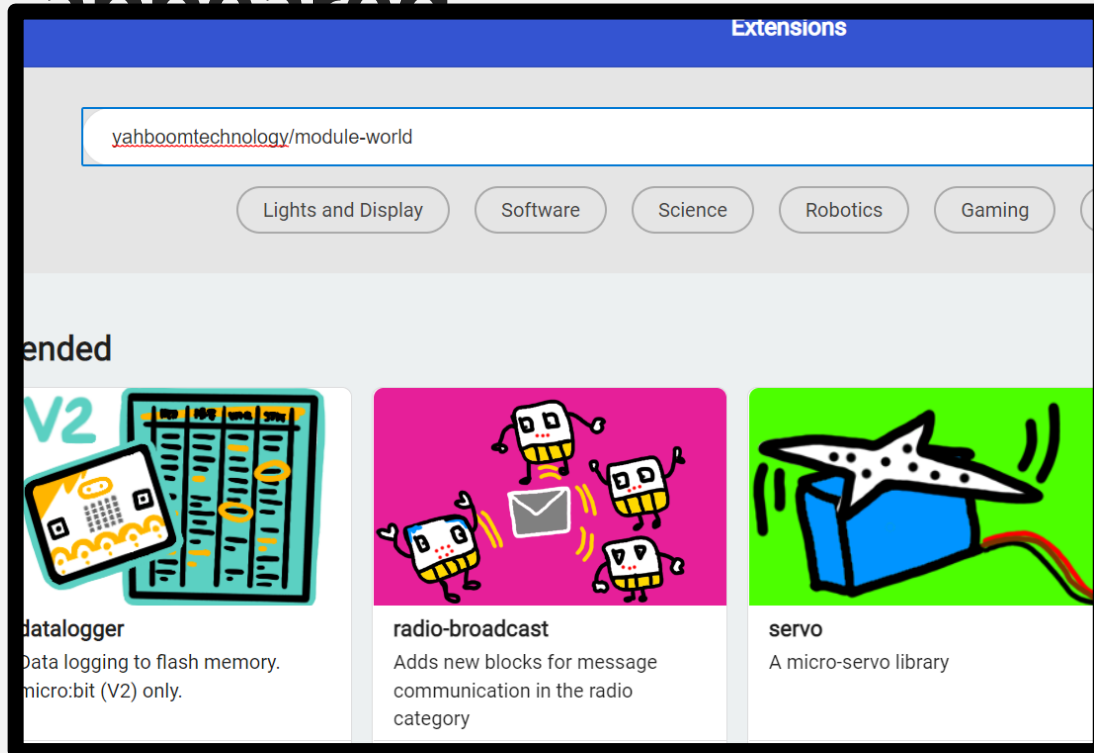 Extensions
yahboomtechnology/module-world
Lights and Display
Software
Science
Robotics
Gaming
ended
V2
datalogger
Data logging to flash memory.
micro:bit (V2) only.
radio-broadcast
Adds new blocks for message
communication in the radio
category
servo
A micro-servo library